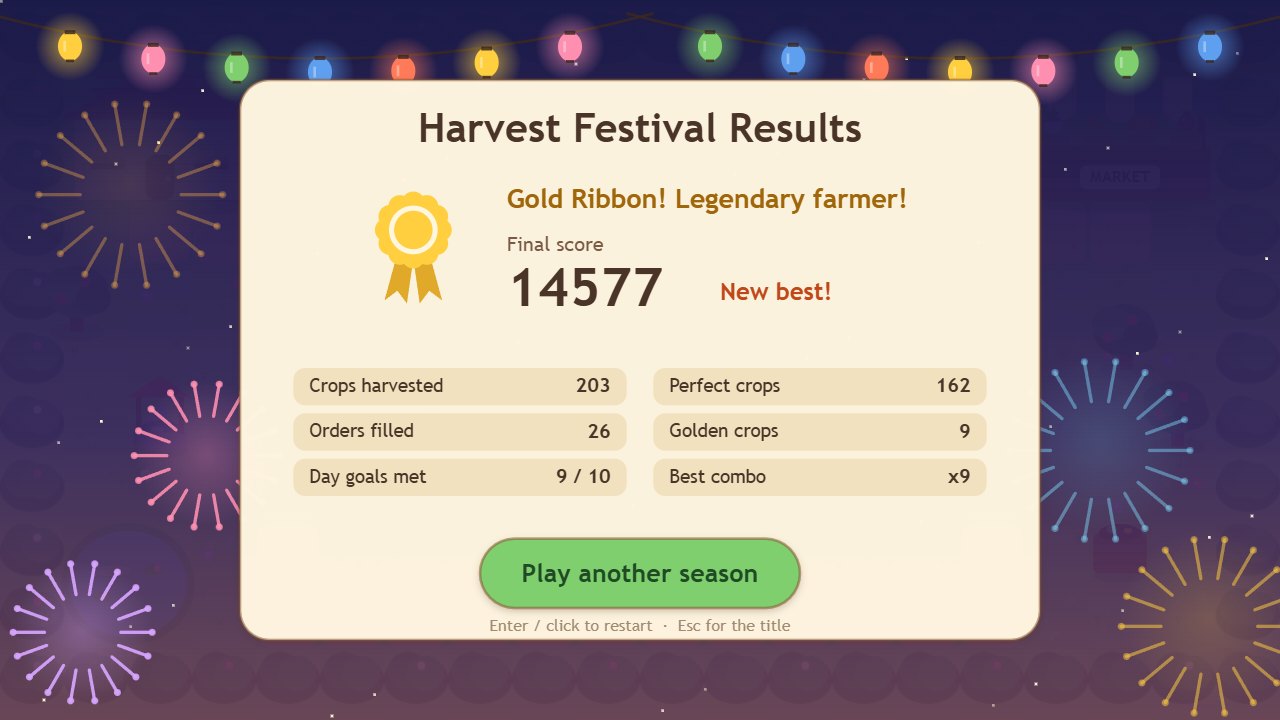 MARKET
Harvest Festival Results
Gold Ribbon! Legendary farmer!
Final score
14577 New best!
Crops harvested 203
Perfect crops 162
Orders filled 26
Golden crops 9
Day goals met 9 / 10
Best combo x9
Play another season
Enter / click to restart · Esc for the title